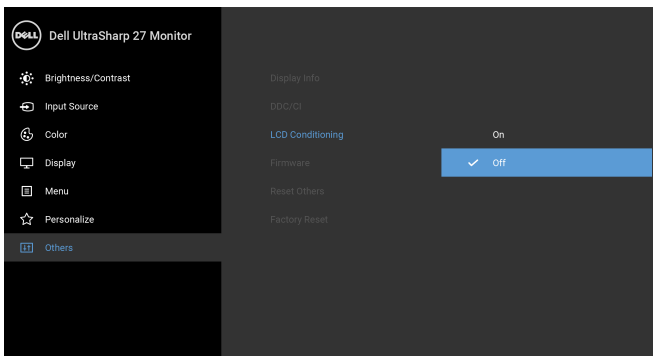 DELL Dell UltraSharp 27 Monitor
Brightness/Contrast
Input Source
Color
Display
Menu
Personalize
Others
Display Info
DDC/CI
LCD Conditioning
Firmware
Reset Others
Factory Reset
On
Off